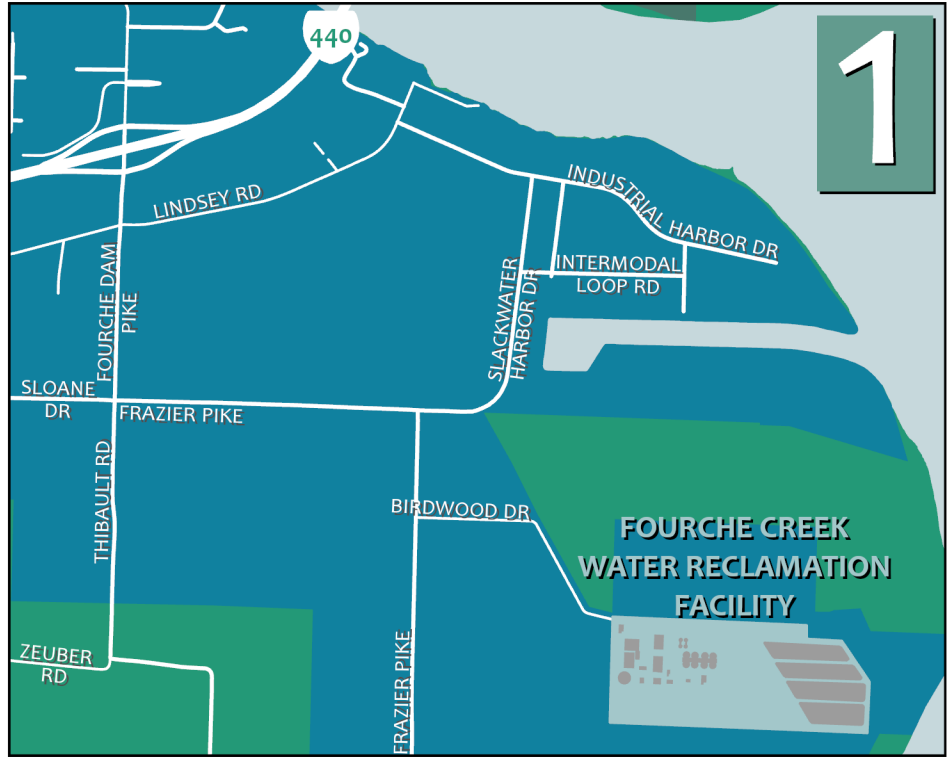 440
1
INDUSTRIAL HARBOR DR
LINDSEY RD
FOURCHE DAM
PIKE
INTERMODAL
LOOP RD
SLACKWATER
HARBOR DR
SLOANE
DR
FRAZIER PIKE
THIBAULT RD
BIRDWOOD DR
FOURCHE CREEK
WATER RECLAMATION
FACILITY
ZEUBER
RD
FRAZIER PIKE